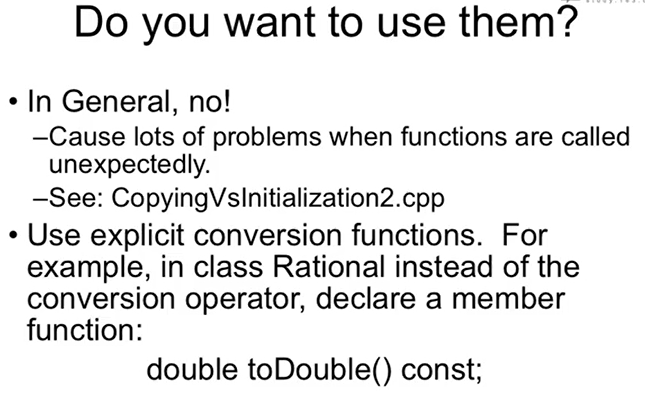 Do you want to use them?
• In General, no!
–Cause lots of problems when functions are called
unexpectedly.
–See: CopyingVsInitialization2.cpp
• Use explicit conversion functions. For
example, in class Rational instead of the
conversion operator, declare a member
function:
double toDouble() const;